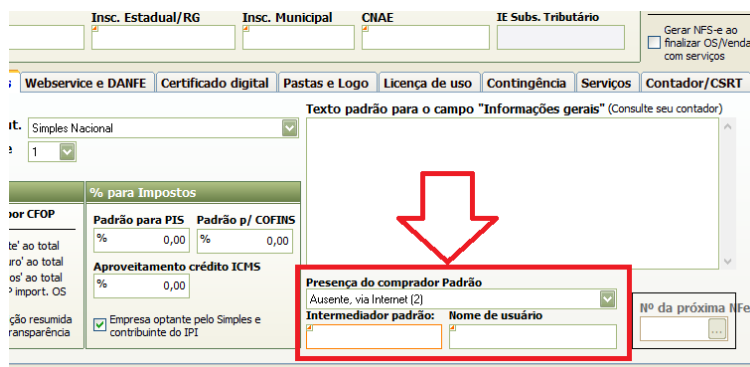 Insc. Estadual/RG Insc. Municipal CNAE IE Subs. Tributário
Gerar NFS-e ao
finalizar OS/Venda
com serviços
s Webservice e DANFE Certificado digital Pastas e Logo Licença de uso Contingência Serviços Contador/CSRT
Texto padrão para o campo "Informações gerais" (Consulte seu contador)
ut. Simples Nacional
e 1
% para Impostos
por CFOP
Padrão para PIS Padrão p/ COFINS
te' ao total
% 0,00 % 0,00
uro' ao total
os' ao total
Aproveitamento crédito ICMS
P import. OS
% 0,00
Presença do comprador Padrão
Ausente, via Internet (2)
Intermediador padrão: Nome de usuário
Nº da próxima NFe
ção resumida
ransparência
Empresa optante pelo Simples e
contribuinte do IPI
...